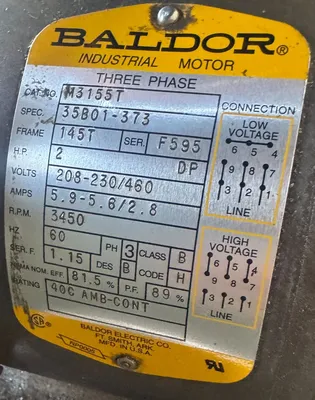 BALDOR®
INDUSTRIAL MOTOR
THREE PHASE
CAT.NO. M3155T
SPEC. 35B01-373
FRAME 145T SER. F595
H.P. 2 DP
VOLTS 208-230/460
AMPS 5.9-5.6/2.8
R.P.M. 3450
HZ 60 PH 3 CLASS B
SER.F. 1.15 DES B CODE H
NEMA NOM. EFF. 81.5 % P.F. 89 %
RATING 40C AMB-CONT
CONNECTION
LOW
VOLTAGE
6 5 4
7 8 9
3 2 1
LINE
HIGH
VOLTAGE
6 5 4
9 8 7
3 2 1
LINE
BALDOR ELECTRIC CO.
FT. SMITH, ARK.
MFD. IN U.S.A.